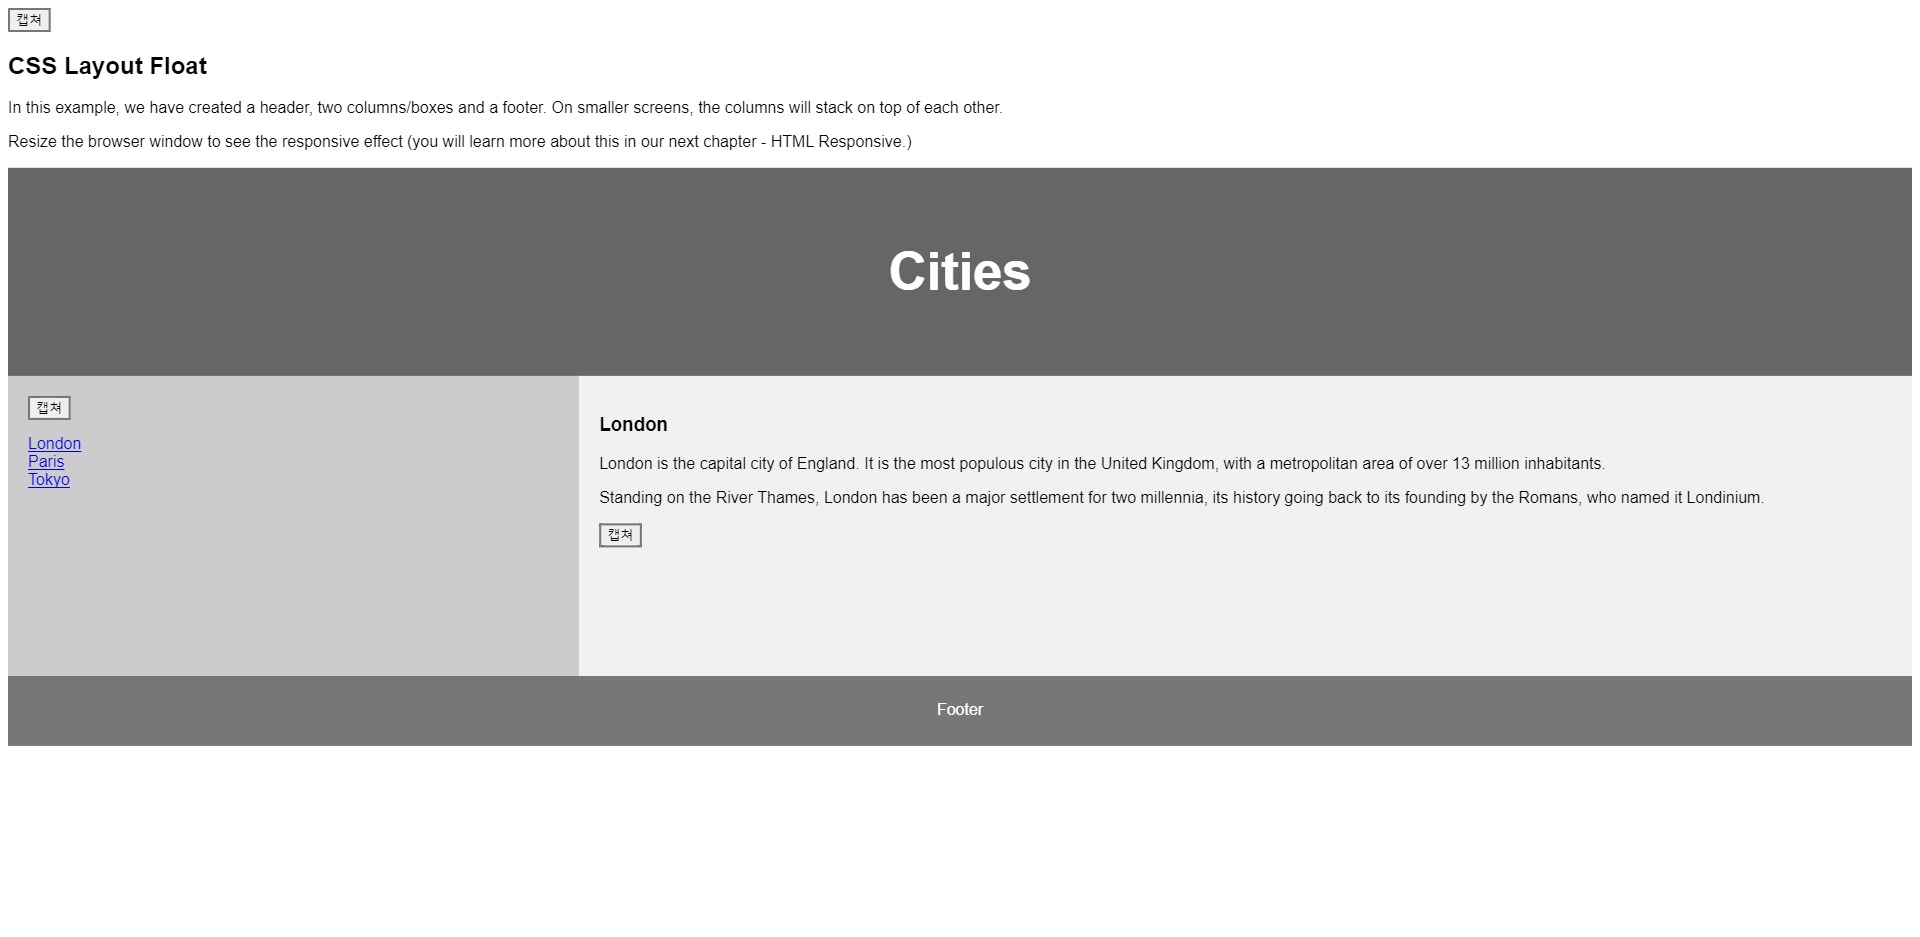 캡쳐
CSS Layout Float
In this example, we have created a header, two columns/boxes and a footer. On smaller screens, the columns will stack on top of each other.
Resize the browser window to see the responsive effect (you will learn more about this in our next chapter - HTML Responsive.)
Cities
캡쳐
London
Paris
Tokyo
London
London is the capital city of England. It is the most populous city in the United Kingdom, with a metropolitan area of over 13 million inhabitants.
Standing on the River Thames, London has been a major settlement for two millennia, its history going back to its founding by the Romans, who named it Londinium.
캡쳐
Footer